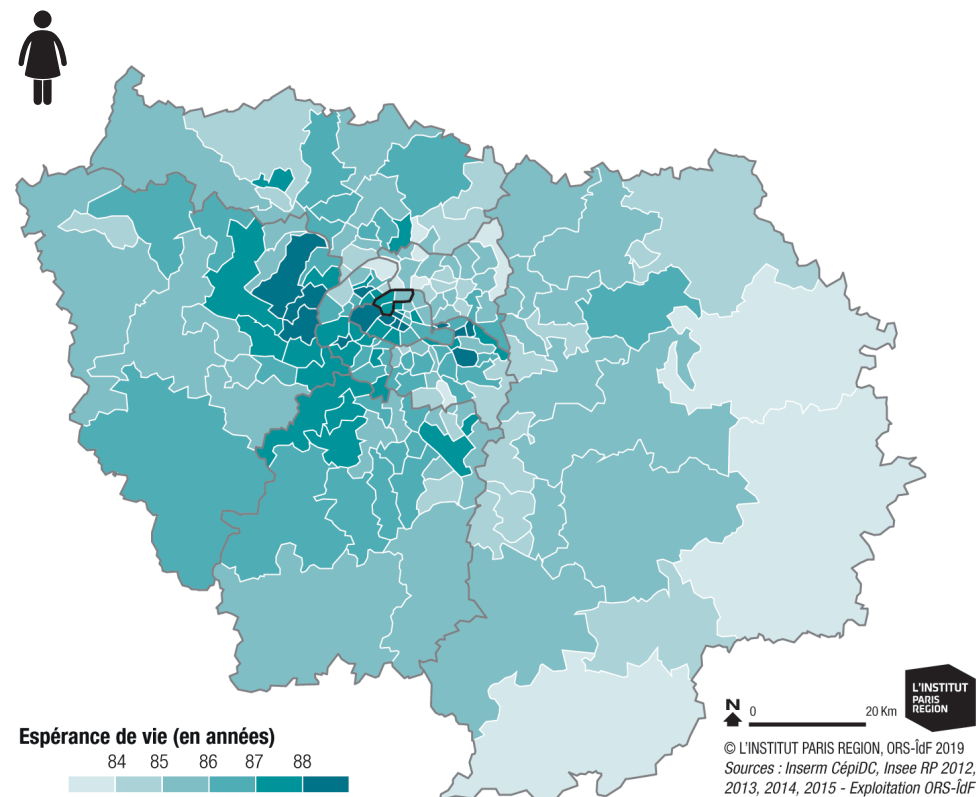 L'INSTITUT
PARIS
REGION
N
0
20 Km
Espérance de vie (en années)
84 85 86 87 88
© L'INSTITUT PARIS REGION, ORS-ÎdF 2019
Sources : Inserm CépiDC, Insee RP 2012,
2013, 2014, 2015 - Exploitation ORS-ÎdF